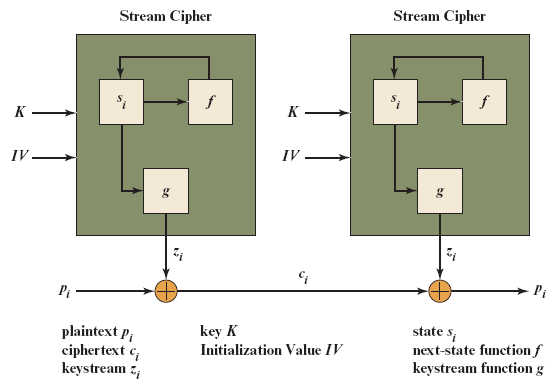 Stream Cipher Stream Cipher
s_i f s_i f
K K
IV IV
g g
z_i z_i
p_i c_i p_i
plaintext p_i key K state s_i
ciphertext c_i Initialization Value IV next-state function f
keystream z_i keystream function g